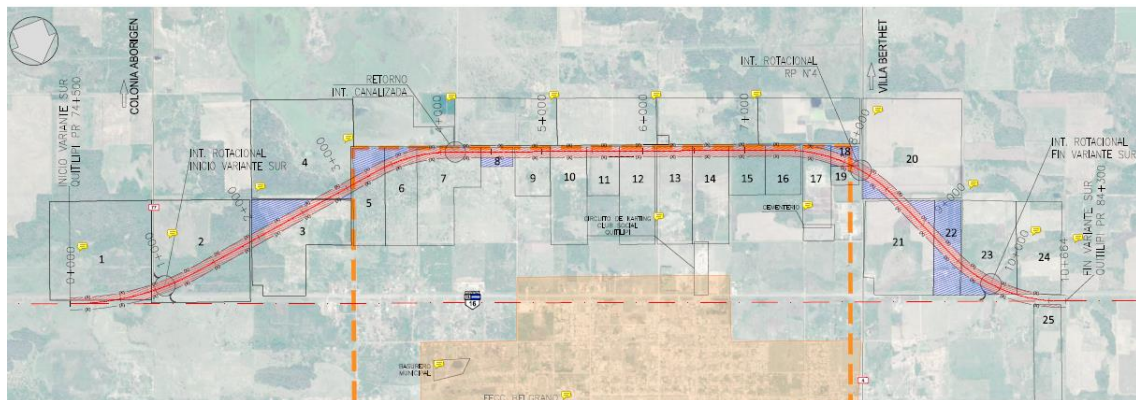 INICIO VARIANTE SUR
QUITILIPI PR 74+500
COLONIA ABORIGEN
INT. ROTACIONAL
INICIO VARIANTE SUR
RETORNO
INT. CANALIZADA
INT. ROTACIONAL
RP N°4
VILLA BERTHET
INT. ROTACIONAL
FIN VARIANTE SUR
FIN VARIANTE SUR
QUITILIPI PR 84+300
0+000
1+000
2+000
3+000
4+000
5+000
6+000
7+000
8+000
9+000
10+000
10+664
1
2
3
4
5
6
7
8
9
10
11
12
13
14
15
16
17
18
19
20
21
22
23
24
25
CIRCUITO DE KARTING
CLUB SOCIAL
QUITILIPI
CEMENTERIO
16
BASURERO
MUNICIPAL
FFCC BELGRANO